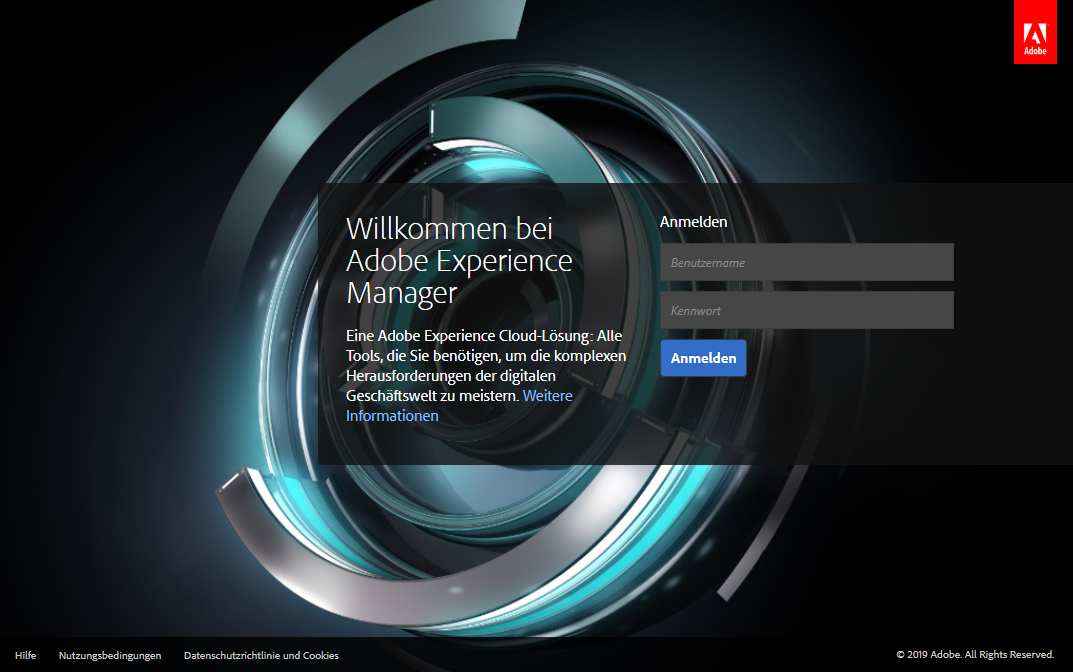 Adobe
Willkommen bei
Adobe Experience
Manager
Eine Adobe Experience Cloud-Lösung: Alle
Tools, die Sie benötigen, um die komplexen
Herausforderungen der digitalen
Geschäftswelt zu meistern. Weitere
Informationen
Anmelden
Benutzername
Kennwort
Anmelden
Hilfe Nutzungsbedingungen Datenschutzrichtlinie und Cookies
© 2019 Adobe. All Rights Reserved.